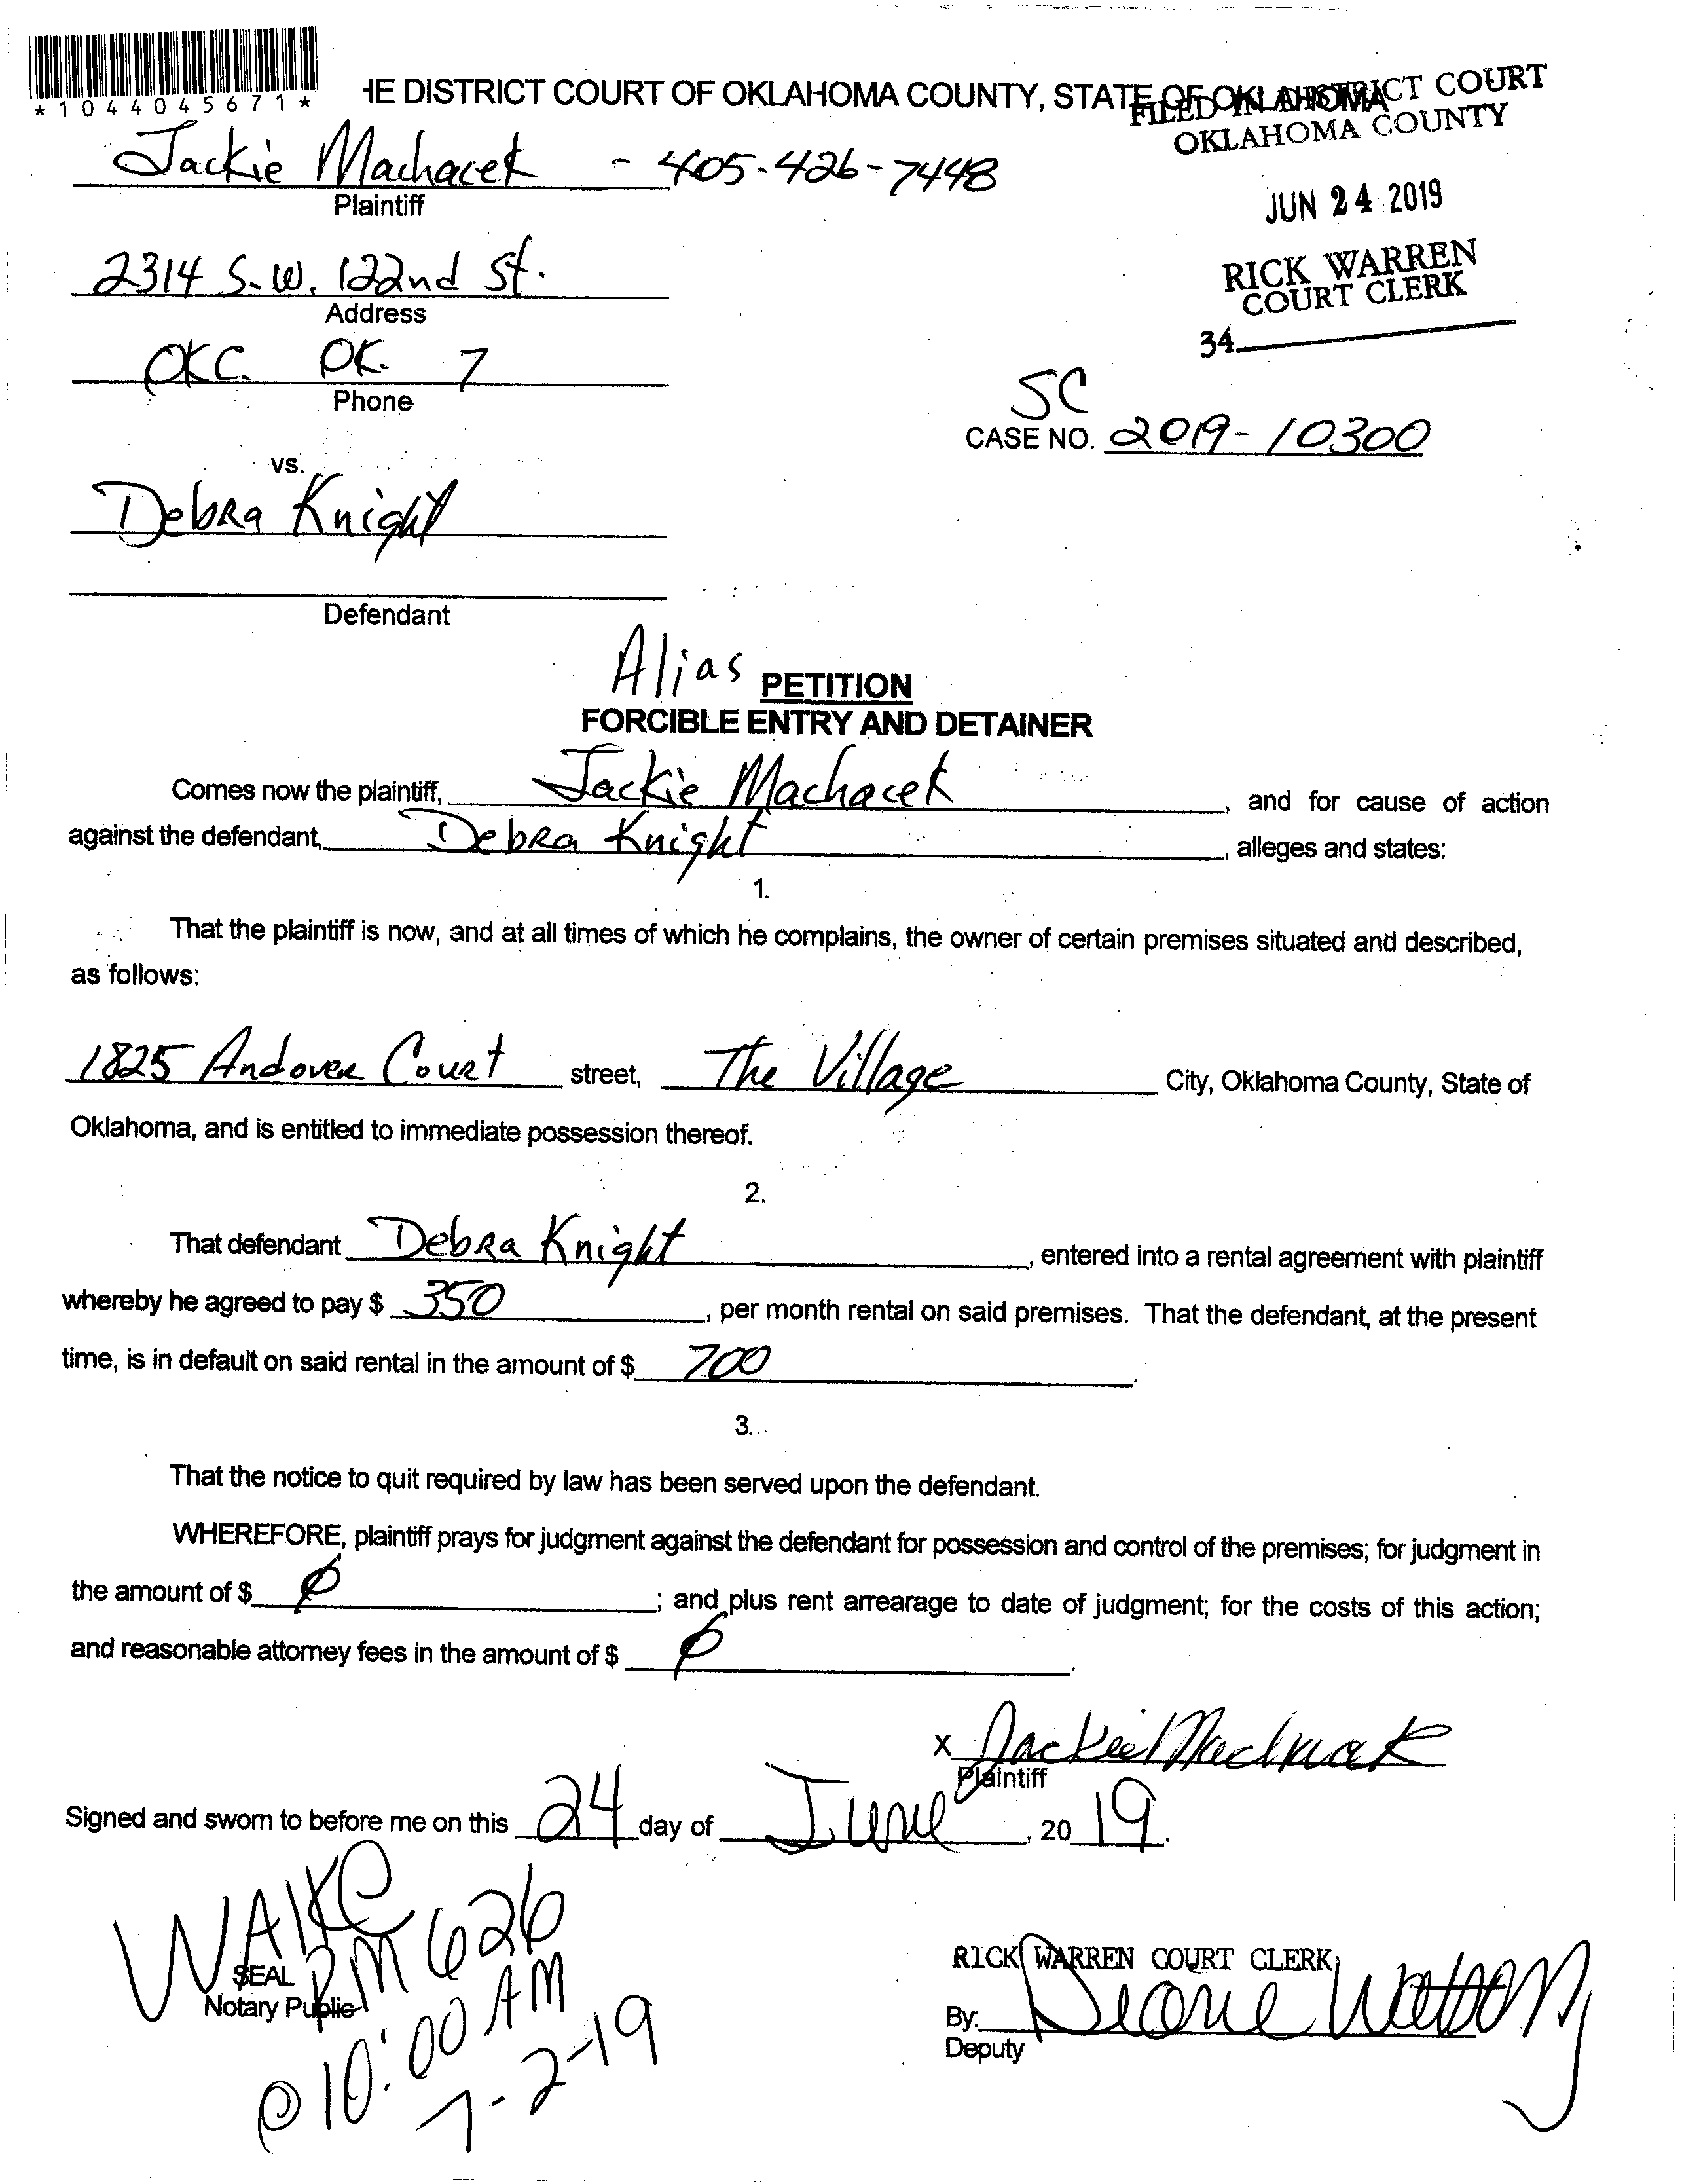 *1044045671*
HE DISTRICT COURT OF OKLAHOMA COUNTY, STATE OF OKLAHOMA
FILED IN DISTRICT COURT
OKLAHOMA COUNTY
Jackie Machacek - 405-426-7448
Plaintiff
JUN 24 2019
2314 S.W. 122nd St.
Address
RICK WARREN
COURT CLERK
34
OKC. OK. 7
Phone
SC
CASE NO. 2019-10300
vs.
Debra Knight
Defendant
Alias PETITION
FORCIBLE ENTRY AND DETAINER
Comes now the plaintiff, Jackie Machacek, and for cause of action
against the defendant, Debra Knight, alleges and states:
1.
That the plaintiff is now, and at all times of which he complains, the owner of certain premises situated and described,
as follows:
1825 Andover Court street, The Village City, Oklahoma County, State of
Oklahoma, and is entitled to immediate possession thereof.
2.
That defendant Debra Knight, entered into a rental agreement with plaintiff
whereby he agreed to pay $ 350, per month rental on said premises. That the defendant, at the present
time, is in default on said rental in the amount of $ 700.
3.
That the notice to quit required by law has been served upon the defendant.
WHEREFORE, plaintiff prays for judgment against the defendant for possession and control of the premises; for judgment in
the amount of $ ∅; and plus rent arrearage to date of judgment; for the costs of this action;
and reasonable attorney fees in the amount of $ ∅.
X Jackie Machacek
Plaintiff
Signed and sworn to before me on this 24 day of June, 2019.
SEAL
Notary Public
RM 626
@ 10:00 AM
7-2-19
RICK WARREN COURT CLERK
By:
Deputy